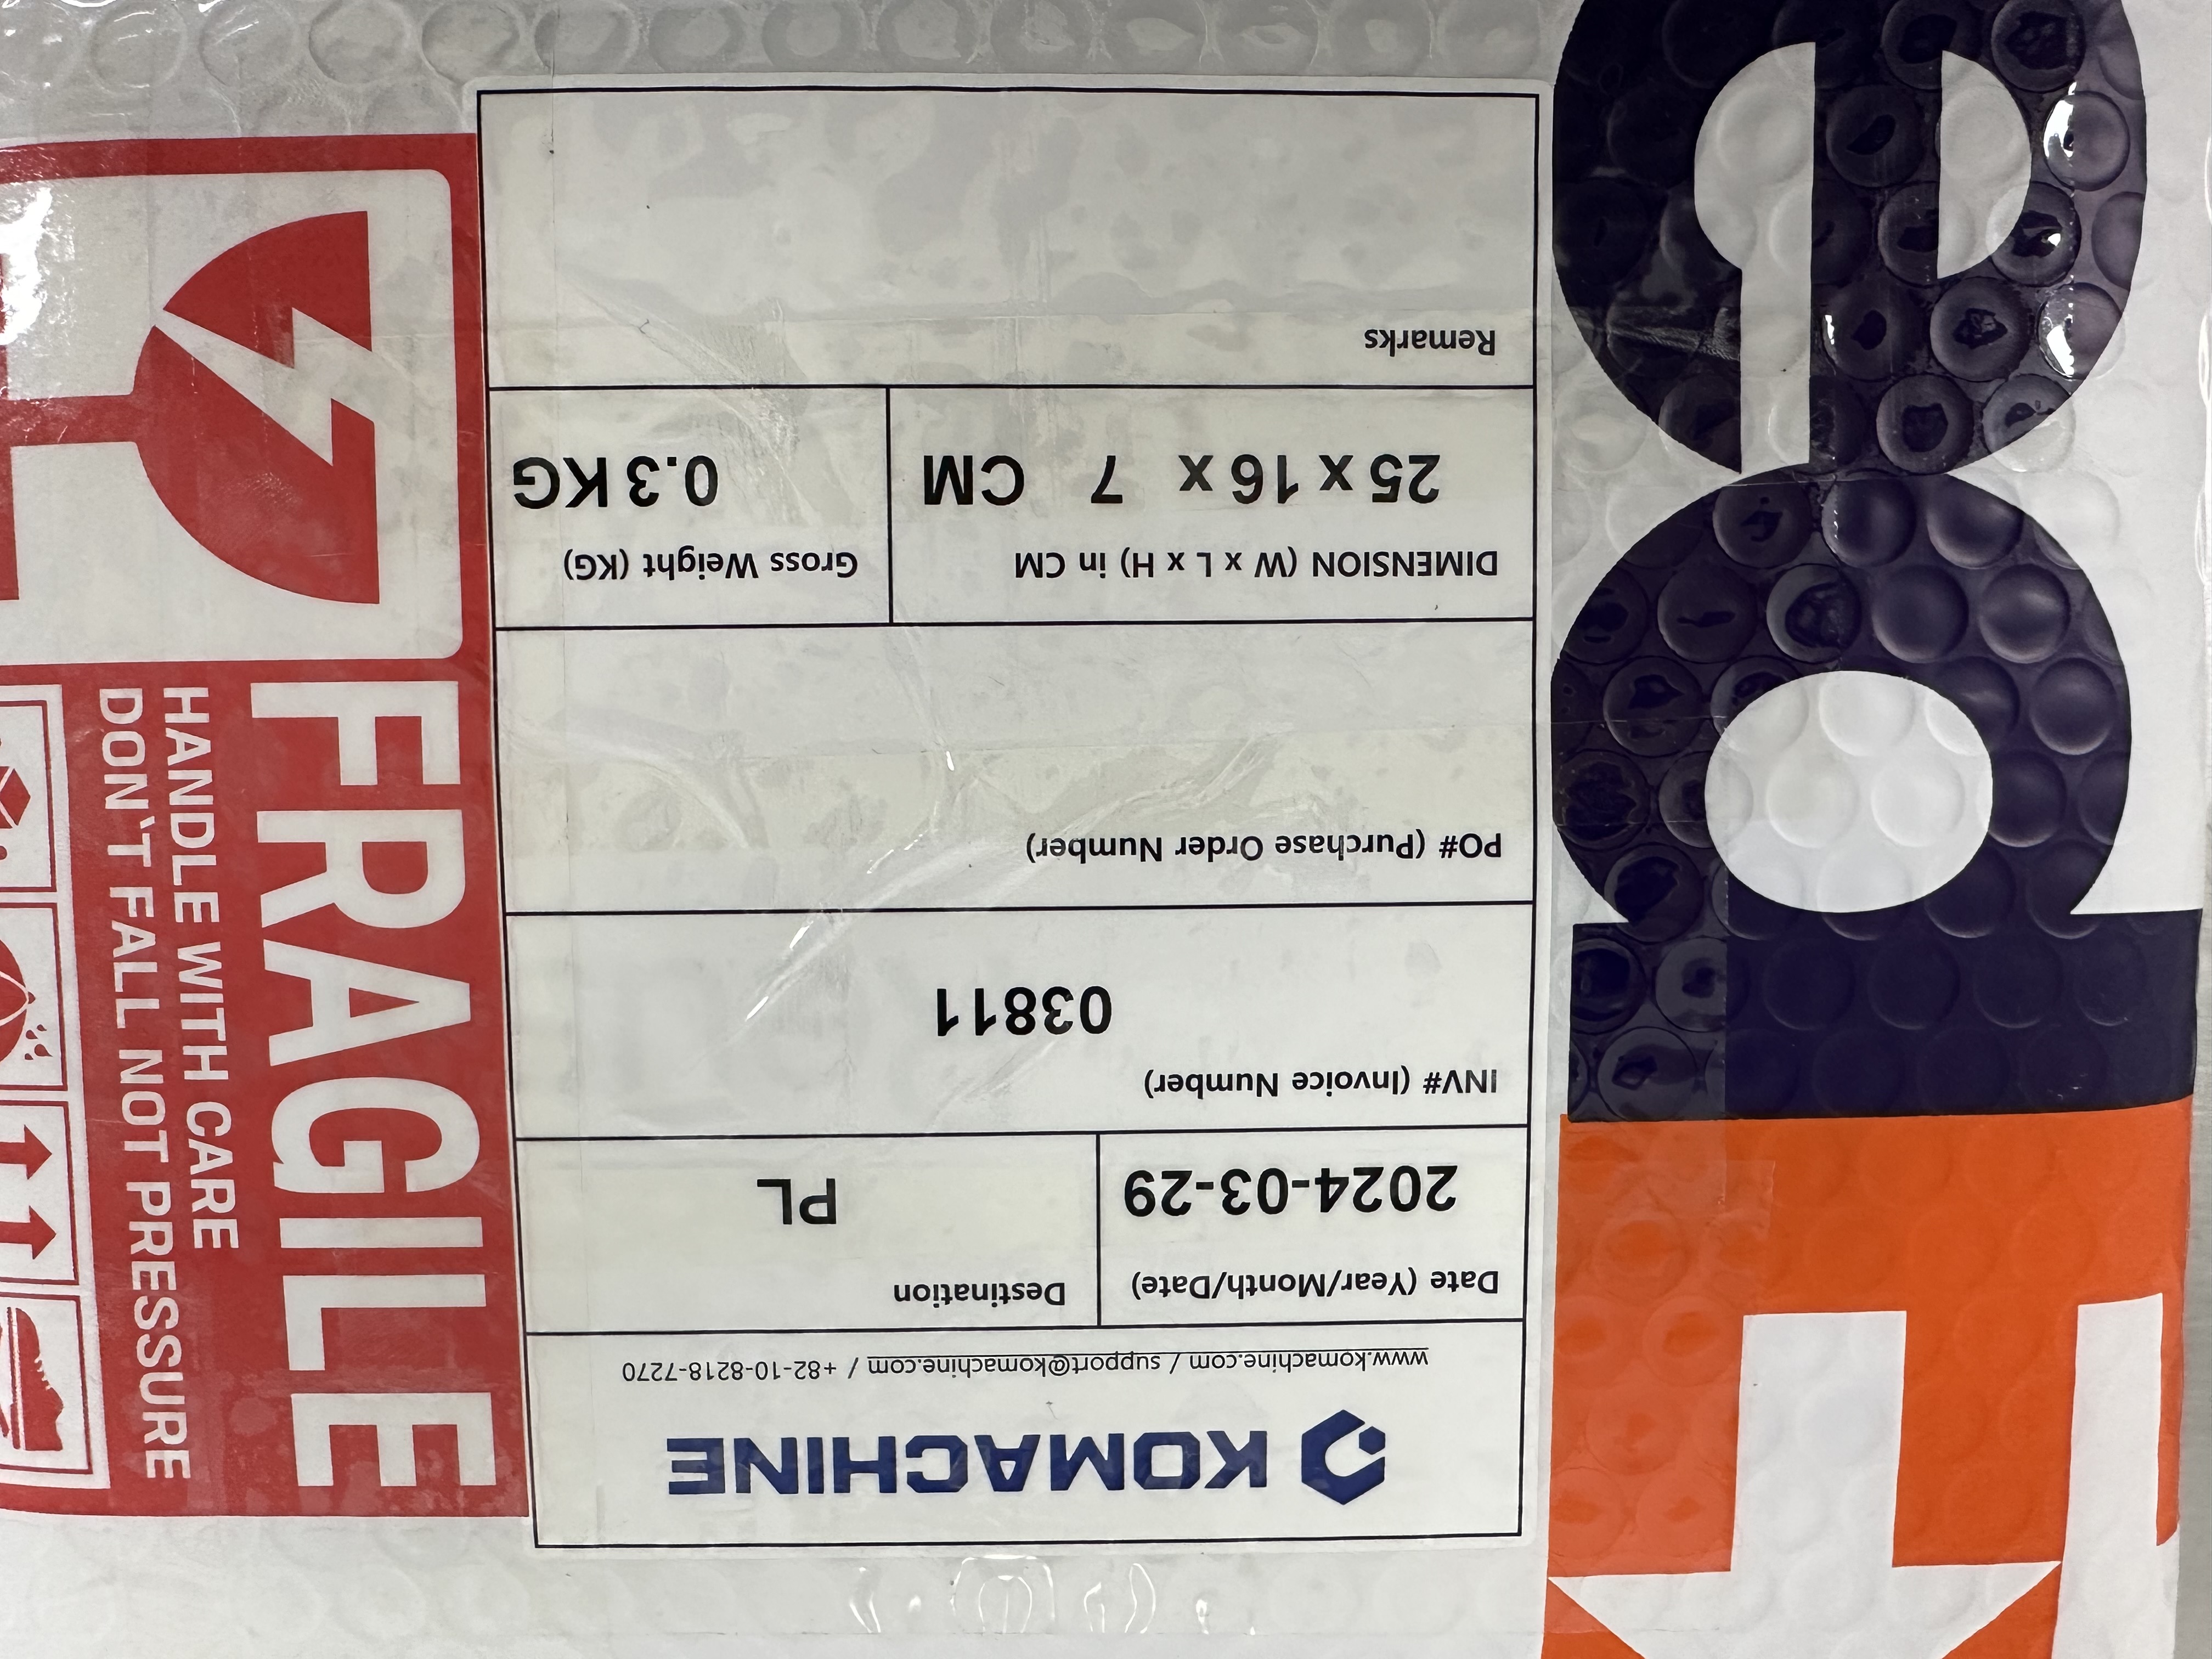 KOMACHINE
www.komachine.com / support@komachine.com / +82-10-8218-7270
Date (Year/Month/Date)
Destination
2024-03-29
PL
INV# (Invoice Number)
03811
PO# (Purchase Order Number)
DIMENSION (W x L x H) in CM
Gross Weight (KG)
25 x 16 x 7 CM
0.3 KG
Remarks
FRAGILE
HANDLE WITH CARE
DON'T FALL NOT PRESSURE